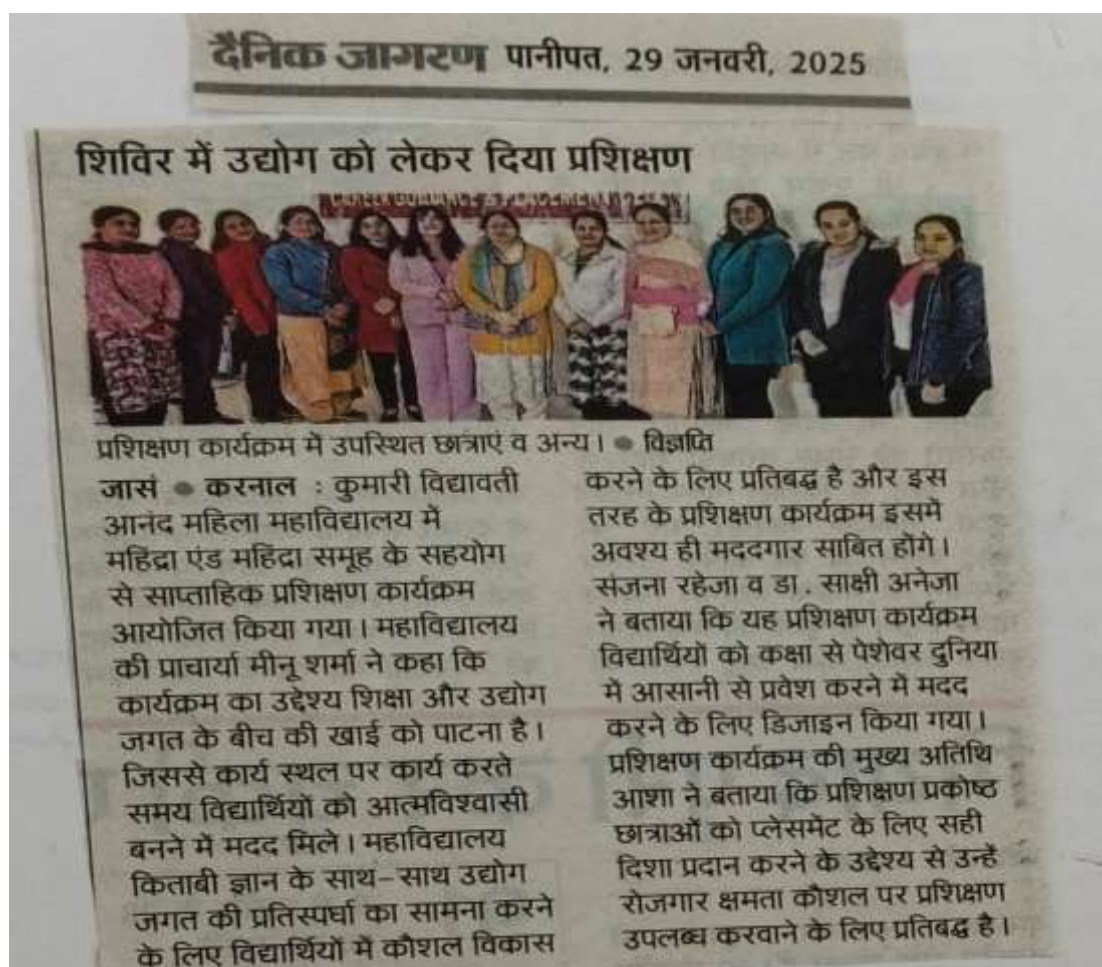 दैनिक जागरण पानीपत, 29 जनवरी, 2025
शिविर में उद्योग को लेकर दिया प्रशिक्षण
CAREER GUIDANCE & PLACEMENT
प्रशिक्षण कार्यक्रम में उपस्थित छात्राएं व अन्य। ● विज्ञप्ति
जासं ● करनाल : कुमारी विद्यावती
आनंद महिला महाविद्यालय में
महिंद्रा एंड महिंद्रा समूह के सहयोग
से साप्ताहिक प्रशिक्षण कार्यक्रम
आयोजित किया गया। महाविद्यालय
की प्राचार्या मीनू शर्मा ने कहा कि
कार्यक्रम का उद्देश्य शिक्षा और उद्योग
जगत के बीच की खाई को पाटना है।
जिससे कार्य स्थल पर कार्य करते
समय विद्यार्थियों को आत्मविश्वासी
बनने में मदद मिले। महाविद्यालय
किताबी ज्ञान के साथ-साथ उद्योग
जगत की प्रतिस्पर्धा का सामना करने
के लिए विद्यार्थियों में कौशल विकास
करने के लिए प्रतिबद्ध है और इस
तरह के प्रशिक्षण कार्यक्रम इसमें
अवश्य ही मददगार साबित होंगे।
संजना रहेजा व डा. साक्षी अनेजा
ने बताया कि यह प्रशिक्षण कार्यक्रम
विद्यार्थियों को कक्षा से पेशेवर दुनिया
में आसानी से प्रवेश करने में मदद
करने के लिए डिजाइन किया गया।
प्रशिक्षण कार्यक्रम की मुख्य अतिथि
आशा ने बताया कि प्रशिक्षण प्रकोष्ठ
छात्राओं को प्लेसमेंट के लिए सही
दिशा प्रदान करने के उद्देश्य से उन्हें
रोजगार क्षमता कौशल पर प्रशिक्षण
उपलब्ध करवाने के लिए प्रतिबद्ध है।